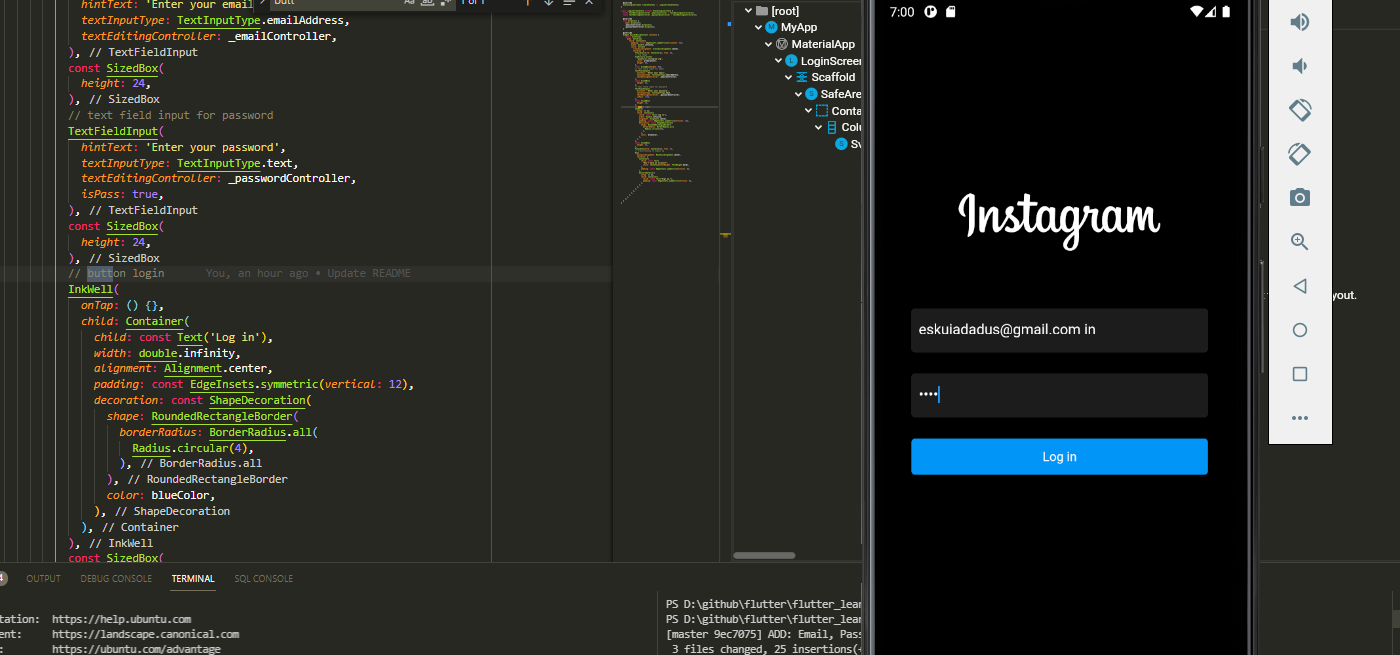 hintText: 'Enter your email
textInputType: TextInputType.emailAddress,
textEditingController: _emailController,
), // TextFieldInput
const SizedBox(
height: 24,
), // SizedBox
// text field input for password
TextFieldInput(
hintText: 'Enter your password',
textInputType: TextInputType.text,
textEditingController: _passwordController,
isPass: true,
), // TextFieldInput
const SizedBox(
height: 24,
), // SizedBox
// button login You, an hour ago • Update README
InkWell(
onTap: () {},
child: Container(
child: const Text('Log in'),
width: double.infinity,
alignment: Alignment.center,
padding: const EdgeInsets.symmetric(vertical: 12),
decoration: const ShapeDecoration(
shape: RoundedRectangleBorder(
borderRadius: BorderRadius.all(
Radius.circular(4),
), // BorderRadius.all
), // RoundedRectangleBorder
color: blueColor,
), // ShapeDecoration
), // Container
), // InkWell
const SizedBox(
OUTPUT DEBUG CONSOLE TERMINAL SQL CONSOLE
tation: https://help.ubuntu.com
ent: https://landscape.canonical.com
: https://ubuntu.com/advantage
PS D:\github\flutter\flutter_lear
PS D:\github\flutter\flutter_lear
[master 9ec7075] ADD: Email, Pass
3 files changed, 25 insertions(+
[root]
MyApp
MaterialApp
LoginScreen
Scaffold
SafeAre
Conta
Colu
Sv
7:00
Instagram
eskuiadadus@gmail.com in
••••
Log in
yout.